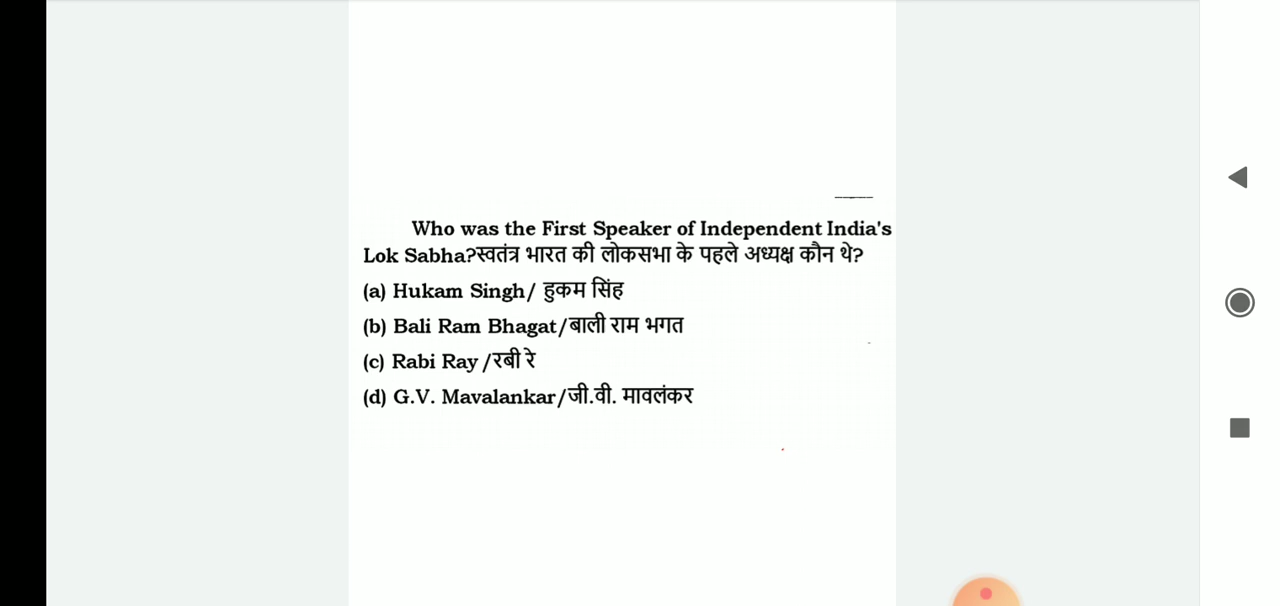 Who was the First Speaker of Independent India's
Lok Sabha?स्वतंत्र भारत की लोकसभा के पहले अध्यक्ष कौन थे?
(a) Hukam Singh/ हुकम सिंह
(b) Bali Ram Bhagat/बाली राम भगत
(c) Rabi Ray /रबी रे
(d) G.V. Mavalankar/जी.वी. मावलंकर